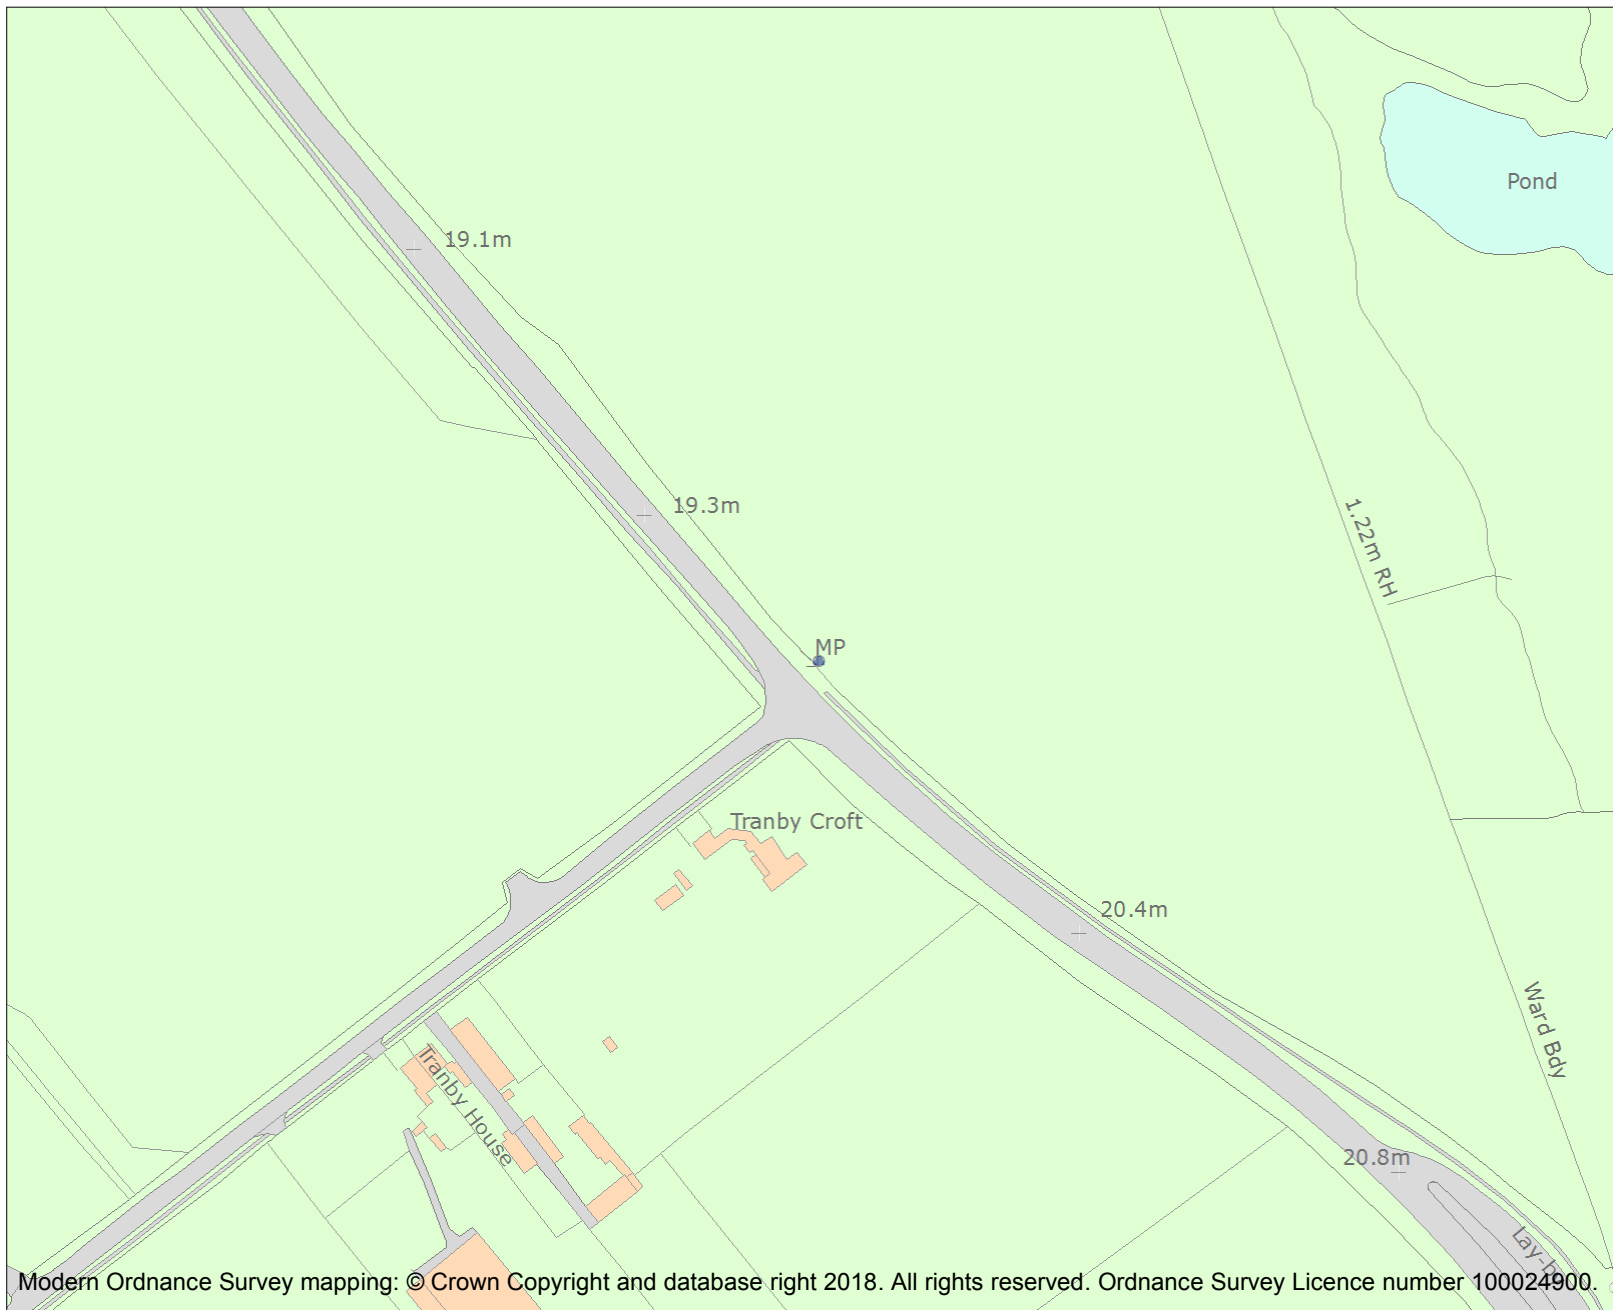 Pond
19.1m
19.3m
1.22m RH
MP
Tranby Croft
20.4m
Ward Bdy
Tranby House
20.8m
Modern Ordnance Survey mapping: © Crown Copyright and database right 2018. All rights reserved. Ordnance Survey Licence number 100024900.